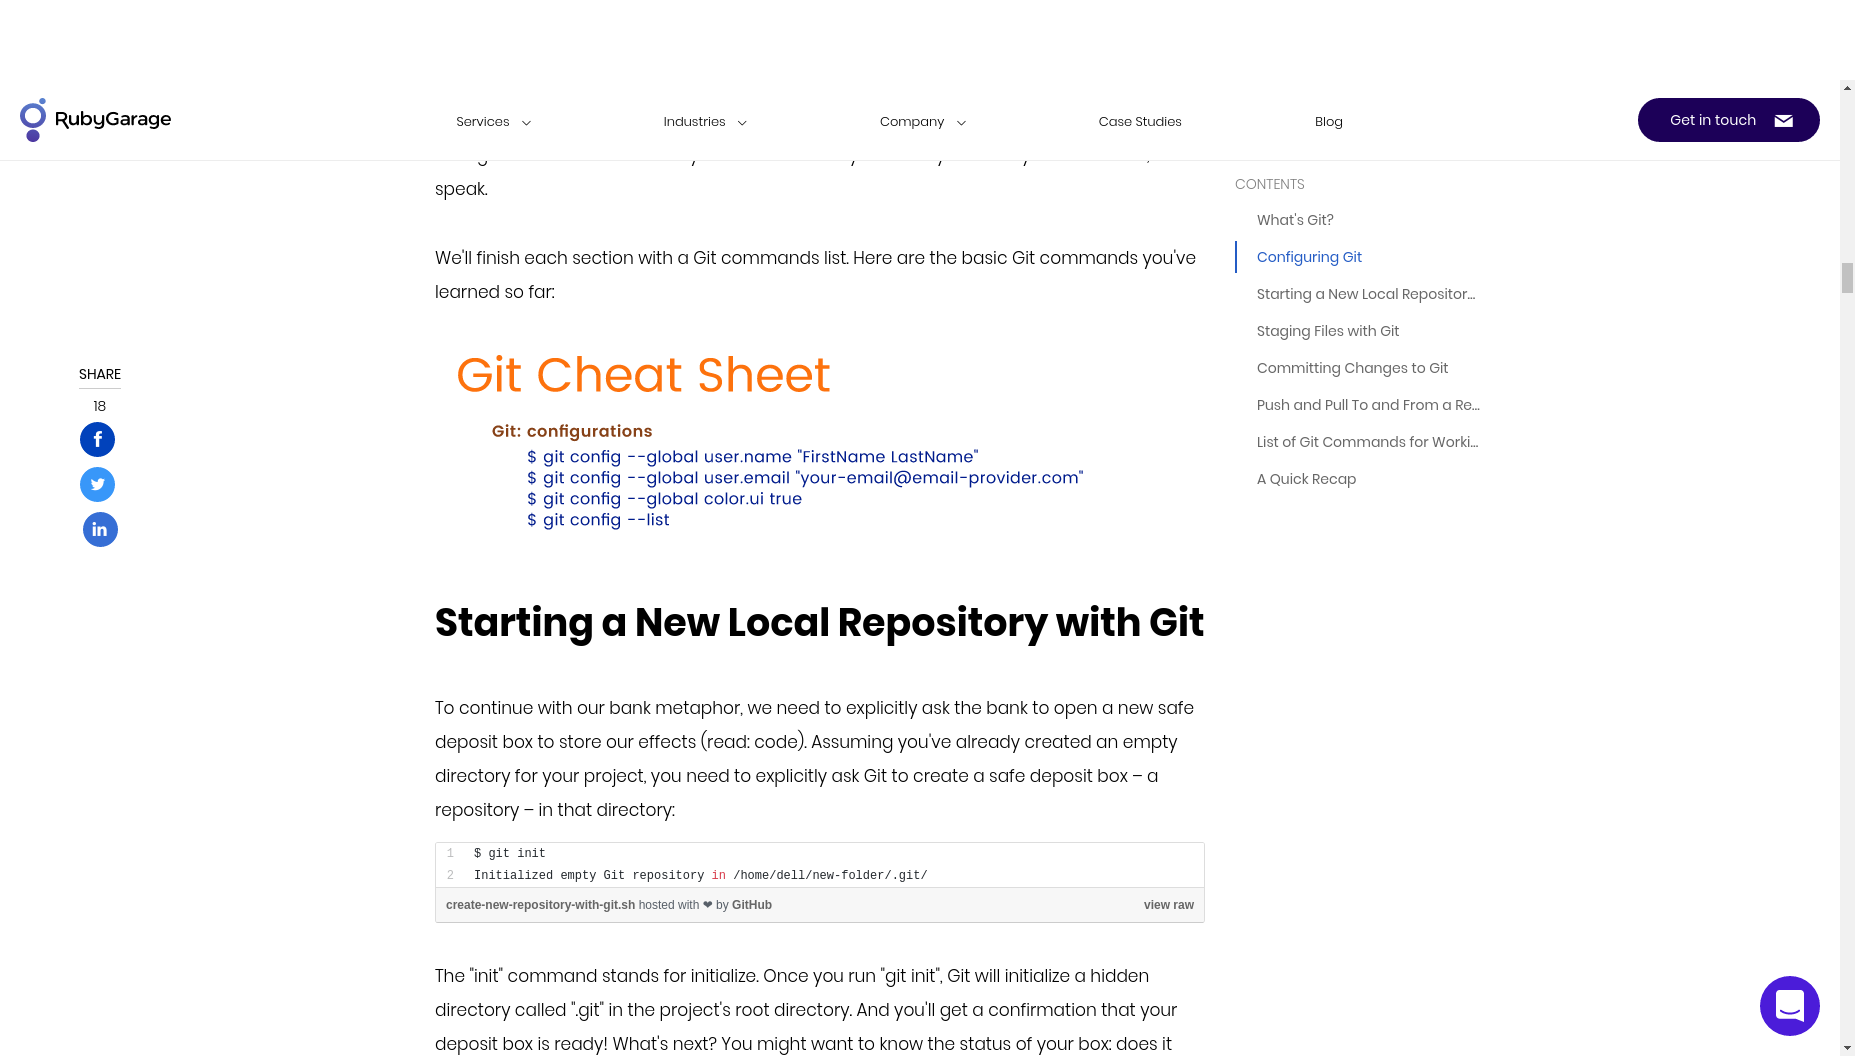 RubyGarage
Services
Industries
Company
Case Studies
Blog
Get in touch
speak.
We'll finish each section with a Git commands list. Here are the basic Git commands you've
learned so far:
Git Cheat Sheet
Git: configurations
$ git config --global user.name "FirstName LastName"
$ git config --global user.email "your-email@email-provider.com"
$ git config --global color.ui true
$ git config --list
Starting a New Local Repository with Git
To continue with our bank metaphor, we need to explicitly ask the bank to open a new safe
deposit box to store our effects (read: code). Assuming you've already created an empty
directory for your project, you need to explicitly ask Git to create a safe deposit box – a
repository – in that directory:
1 $ git init
2 Initialized empty Git repository in /home/dell/new-folder/.git/
create-new-repository-with-git.sh hosted with ❤ by GitHub
view raw
The "init" command stands for initialize. Once you run "git init", Git will initialize a hidden
directory called ".git" in the project's root directory. And you'll get a confirmation that your
deposit box is ready! What's next? You might want to know the status of your box: does it
SHARE
18
CONTENTS
What's Git?
Configuring Git
Starting a New Local Repositor...
Staging Files with Git
Committing Changes to Git
Push and Pull To and From a Re...
List of Git Commands for Worki...
A Quick Recap